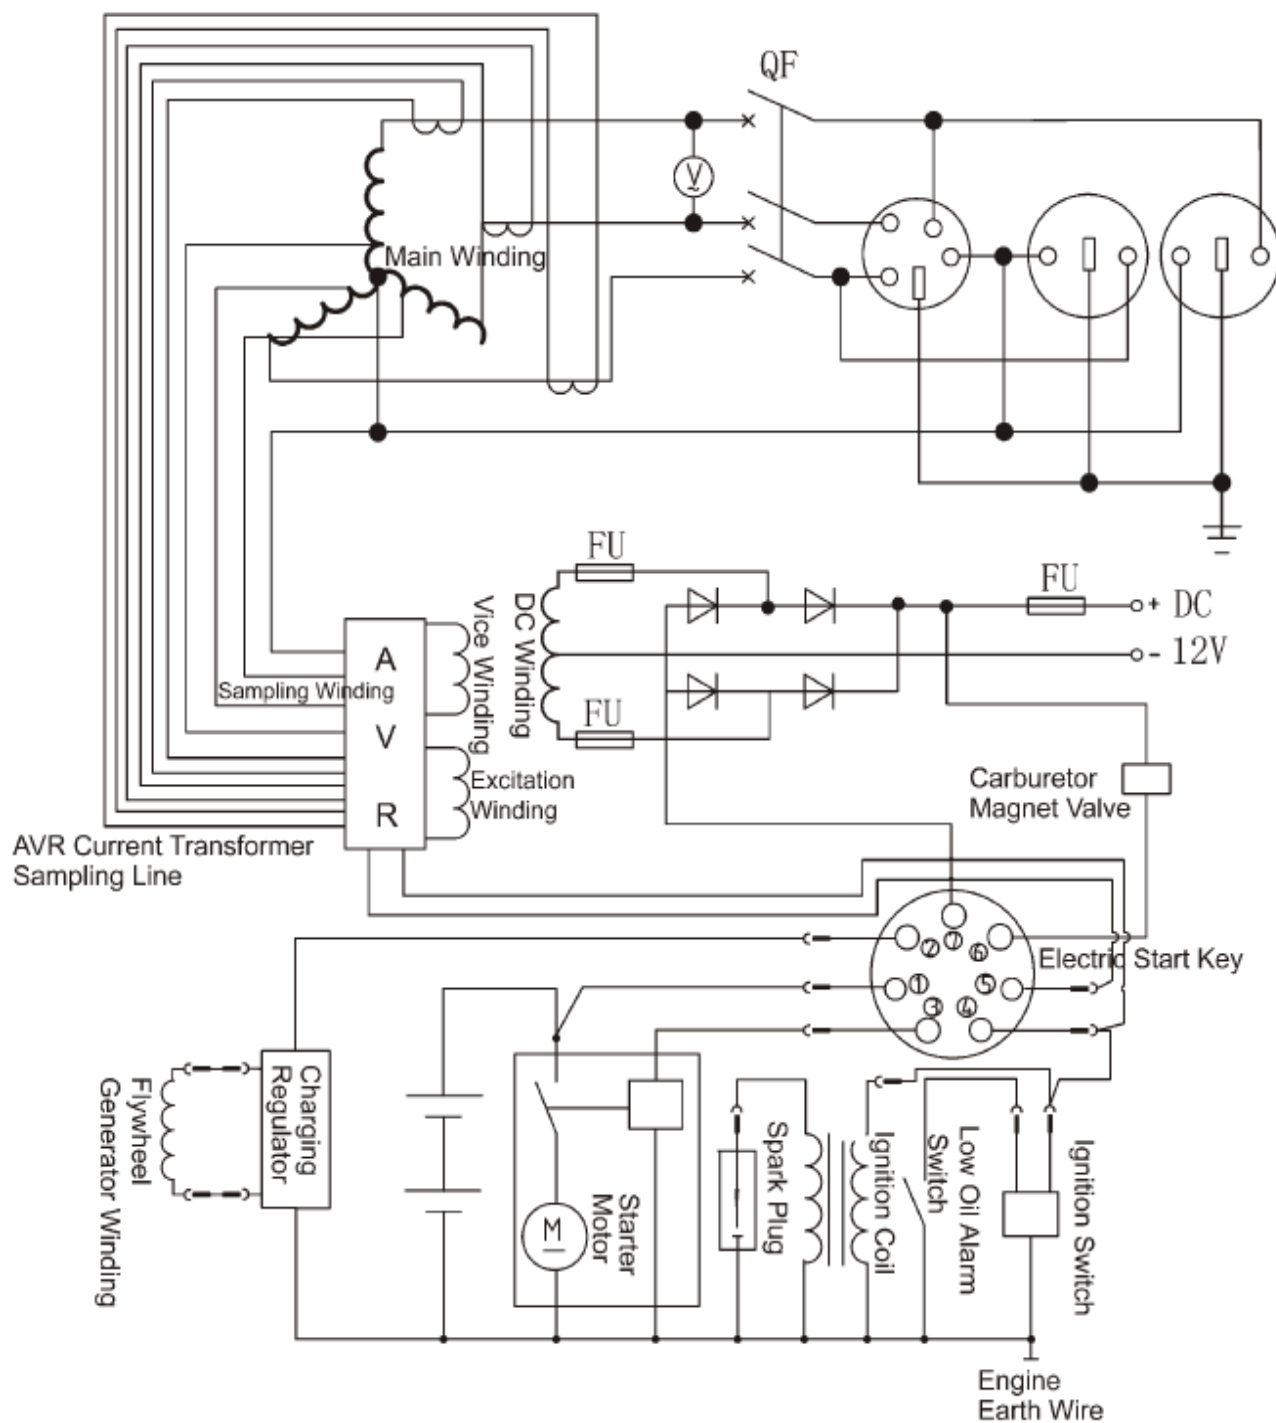 QF
V
Main Winding
FU
FU
DC
12V
+
-
A
V
R
Vice Winding
DC Winding
Sampling Winding
FU
Excitation
Winding
Carburetor
Magnet Valve
AVR Current Transformer
Sampling Line
2
7
6
Electric Start Key
1
5
3
4
Charging
Regulator
Flywheel
Generator Winding
M
Starter
Motor
Spark Plug
Ignition Coil
Switch
Low Oil Alarm
Ignition Switch
Engine
Earth Wire